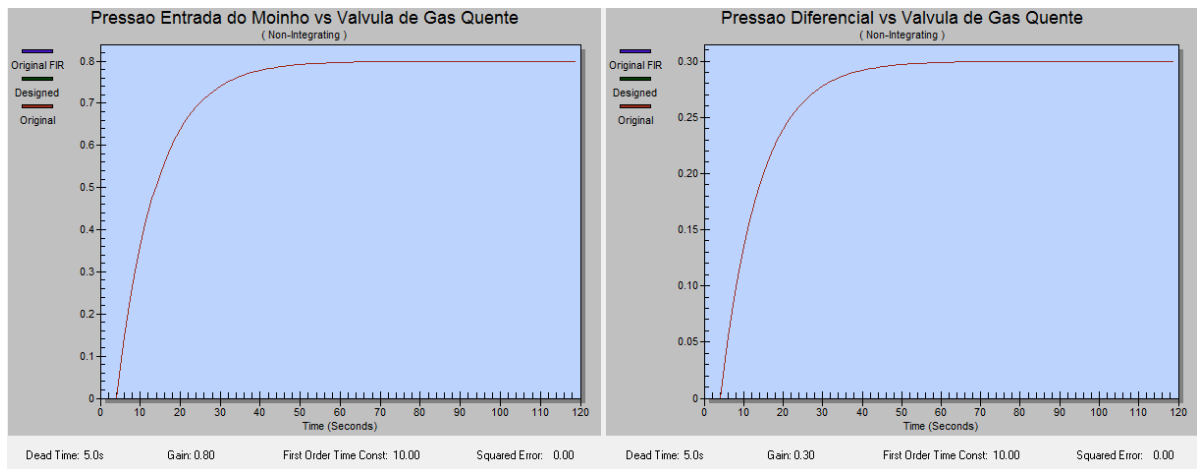 Pressao Entrada do Moinho vs Valvula de Gas Quente
( Non-Integrating )
Original FIR
Designed
Original
0.8
0.7
0.6
0.5
0.4
0.3
0.2
0.1
0
0 10 20 30 40 50 60 70 80 90 100 110 120
Time (Seconds)
Dead Time: 5.0s Gain: 0.80 First Order Time Const: 10.00 Squared Error: 0.00
Pressao Diferencial vs Valvula de Gas Quente
( Non-Integrating )
Original FIR
Designed
Original
0.30
0.25
0.20
0.15
0.10
0.05
0
0 10 20 30 40 50 60 70 80 90 100 110 120
Time (Seconds)
Dead Time: 5.0s Gain: 0.30 First Order Time Const: 10.00 Squared Error: 0.00